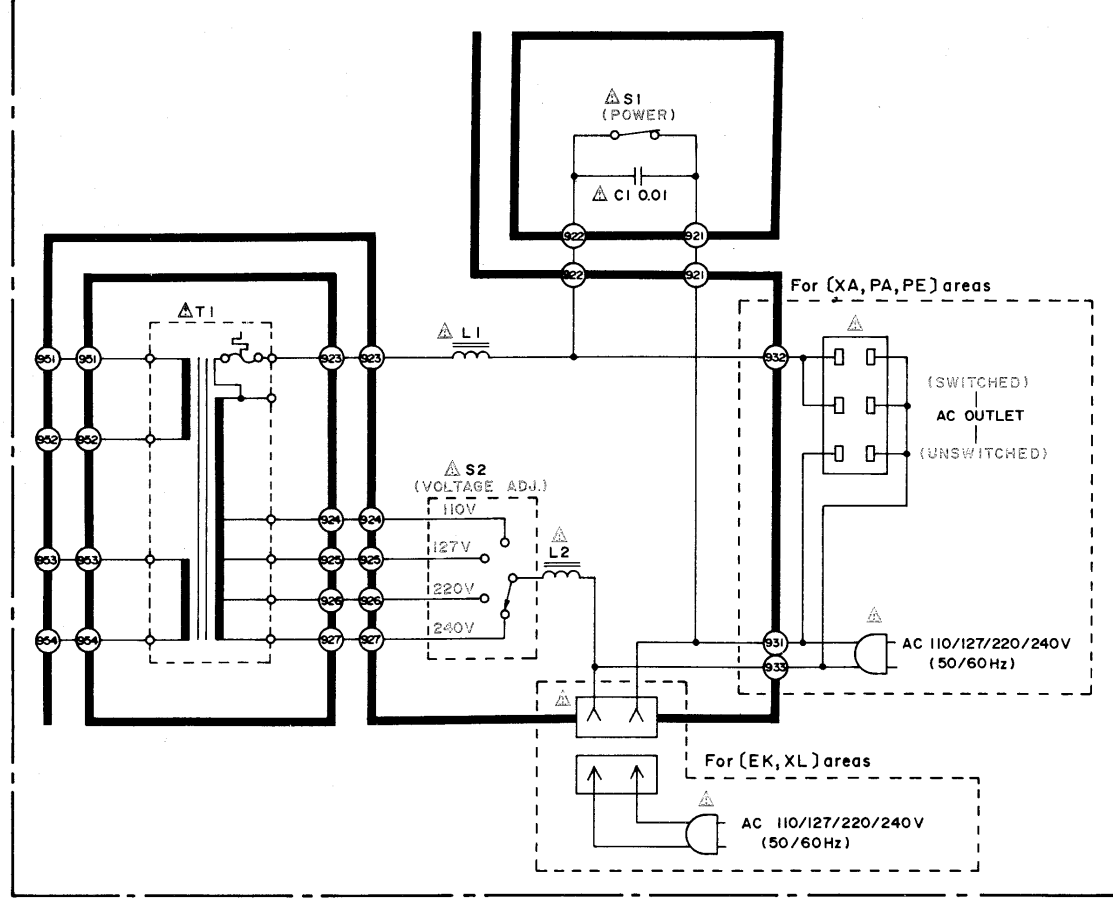 S1
(POWER)
C1 0.01
922 921
922 921
For (XA, PA, PE) areas
T1
L1
951 951 923 923 932
(SWITCHED)
AC OUTLET
(UNSWITCHED)
952 952
S2
(VOLTAGE ADJ.)
110V
924 924
L2
127V
953 953 925 925
220V
926 926
240V
954 954 927 927
931
AC 110/127/220/240V
933
(50/60Hz)
For (EK, XL) areas
AC 110/127/220/240V
(50/60Hz)